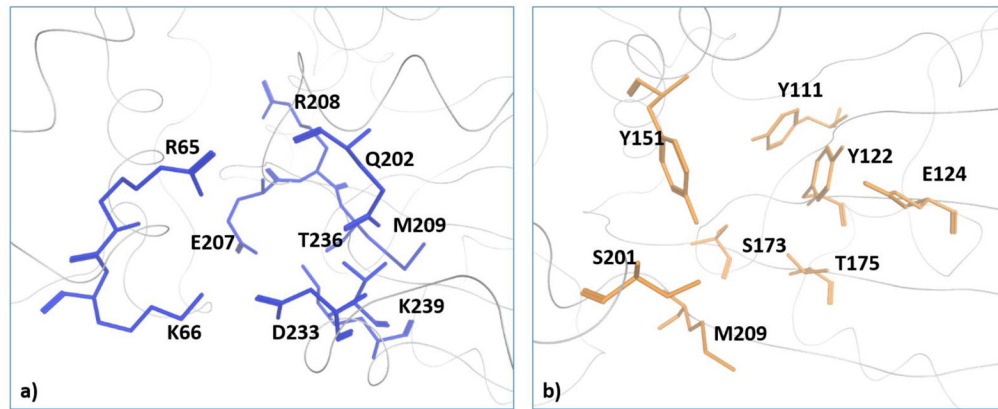 R208
R65
Q202
E207
T236
M209
K66
D233
K239
a)
Y111
Y151
Y122
E124
S201
S173
T175
M209
b)